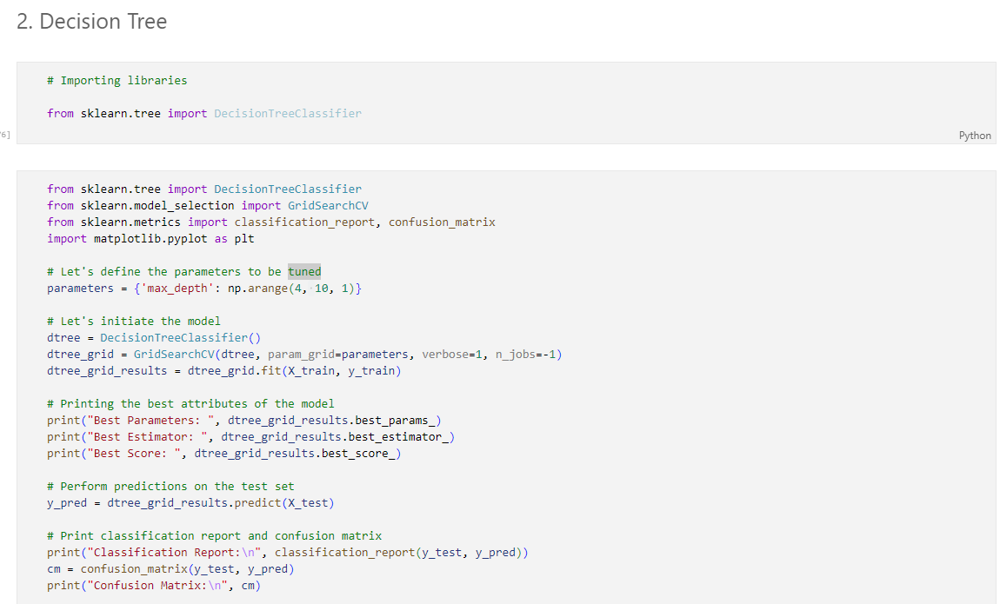 2. Decision Tree
# Importing libraries
from sklearn.tree import DecisionTreeClassifier
6]
Python
from sklearn.tree import DecisionTreeClassifier
from sklearn.model_selection import GridSearchCV
from sklearn.metrics import classification_report, confusion_matrix
import matplotlib.pyplot as plt
# Let's define the parameters to be tuned
parameters = {'max_depth': np.arange(4, 10, 1)}
# Let's initiate the model
dtree = DecisionTreeClassifier()
dtree_grid = GridSearchCV(dtree, param_grid=parameters, verbose=1, n_jobs=-1)
dtree_grid_results = dtree_grid.fit(X_train, y_train)
# Printing the best attributes of the model
print("Best Parameters: ", dtree_grid_results.best_params_)
print("Best Estimator: ", dtree_grid_results.best_estimator_)
print("Best Score: ", dtree_grid_results.best_score_)
# Perform predictions on the test set
y_pred = dtree_grid_results.predict(X_test)
# Print classification report and confusion matrix
print("Classification Report:\n", classification_report(y_test, y_pred))
cm = confusion_matrix(y_test, y_pred)
print("Confusion Matrix:\n", cm)